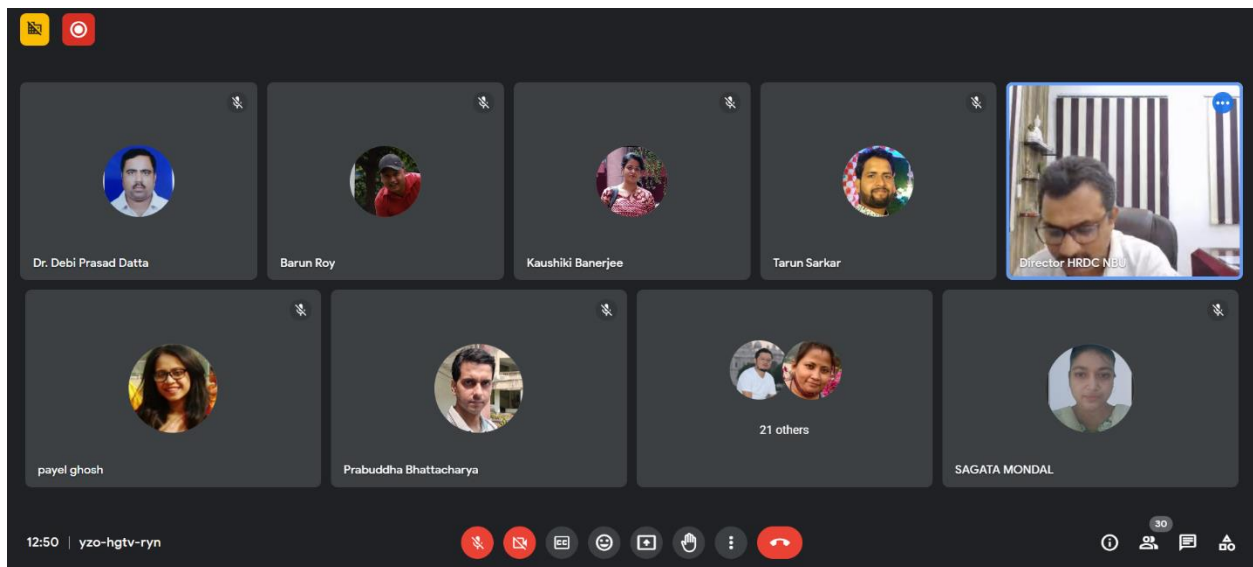 Dr. Debi Prasad Datta
Barun Roy
Kaushiki Banerjee
Tarun Sarkar
Director HRDC NBU
payel ghosh
Prabuddha Bhattacharya
21 others
SAGATA MONDAL
30
12:50 | yzo-hgtv-ryn
CC